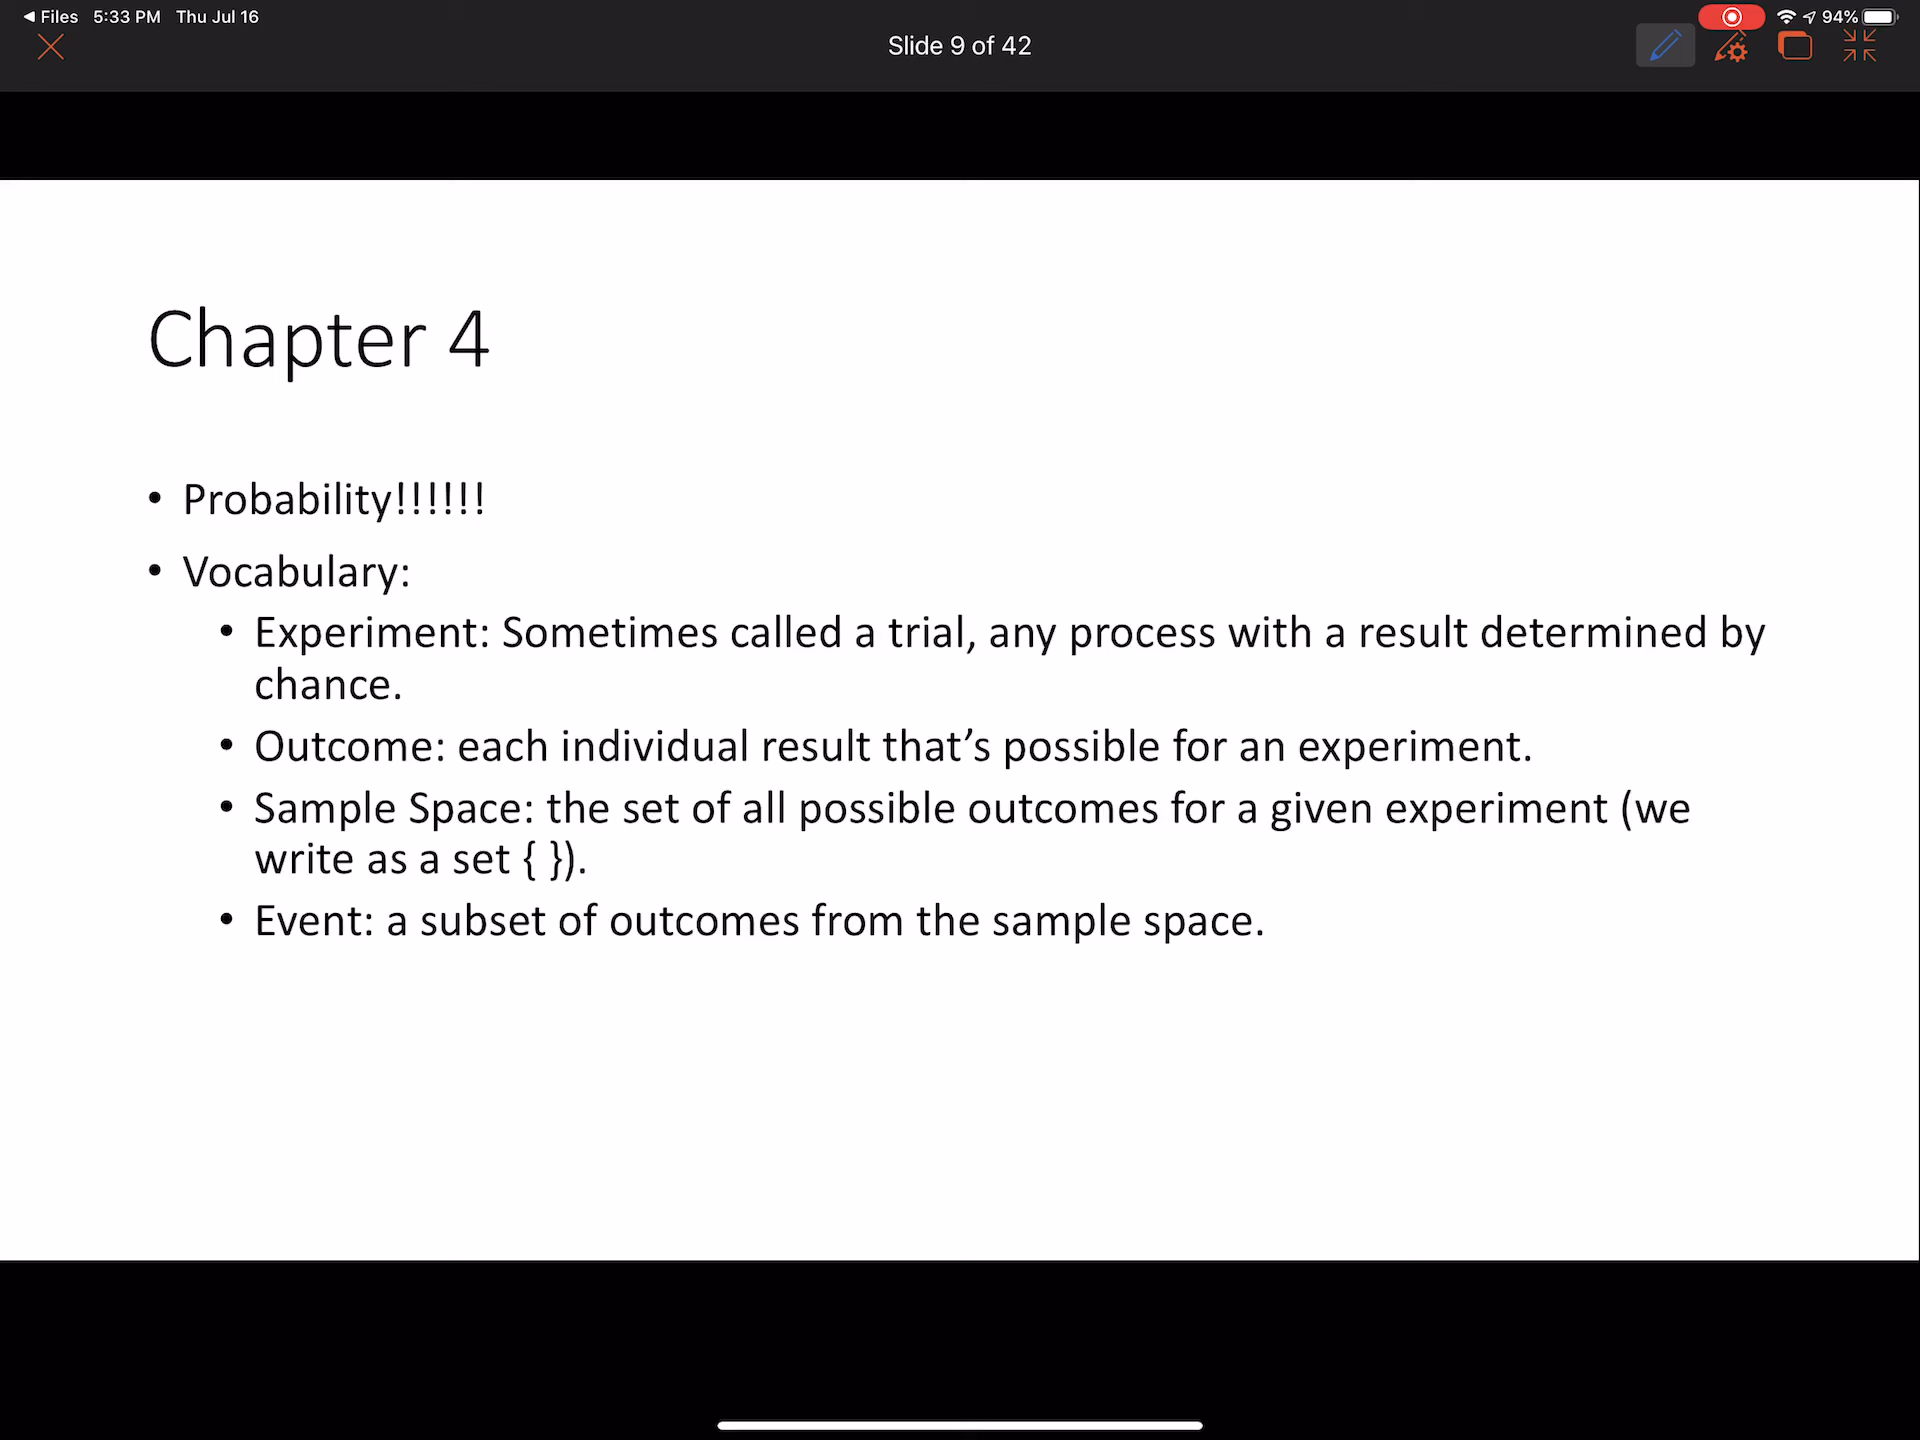 Files 5:33 PM Thu Jul 16
94%
Slide 9 of 42
Chapter 4
• Probability!!!!!!
• Vocabulary:
• Experiment: Sometimes called a trial, any process with a result determined by
chance.
• Outcome: each individual result that’s possible for an experiment.
• Sample Space: the set of all possible outcomes for a given experiment (we
write as a set { }).
• Event: a subset of outcomes from the sample space.